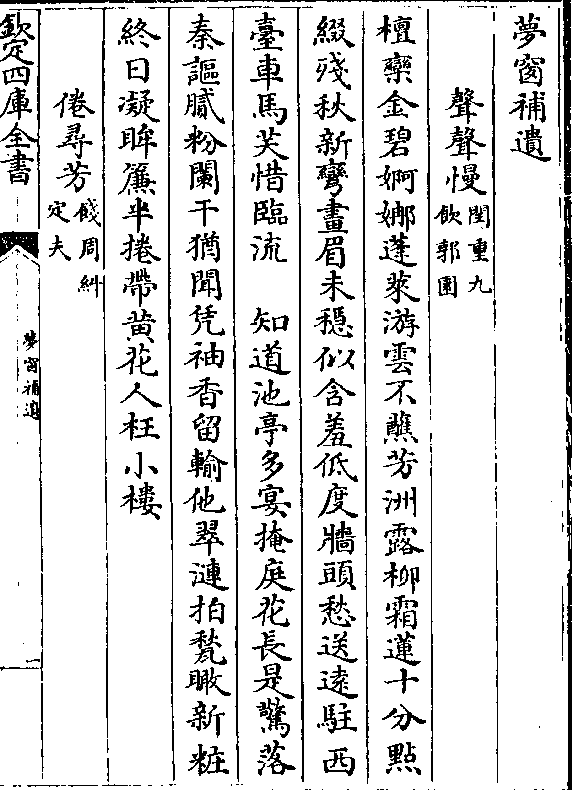 夢窗補遺
聲聲慢閏重九飲郭園
檀欒金碧婀娜蓬萊游雲不蘸芳洲露栁霜蓮十分點
綴殘秋新彎畫眉未穏似含羞低度牆頭愁送逺駐西
臺車馬共惜臨流　知道池亭多宴掩庭花長是驚落
秦謳膩粉闌干猶聞凭袖香留輸他翠漣拍甃瞰新粧
終日凝眸簾半捲帶黄花人在小樓
倦尋芳餞周糾定夫
欽定四庫全書
夢窗補遺
一